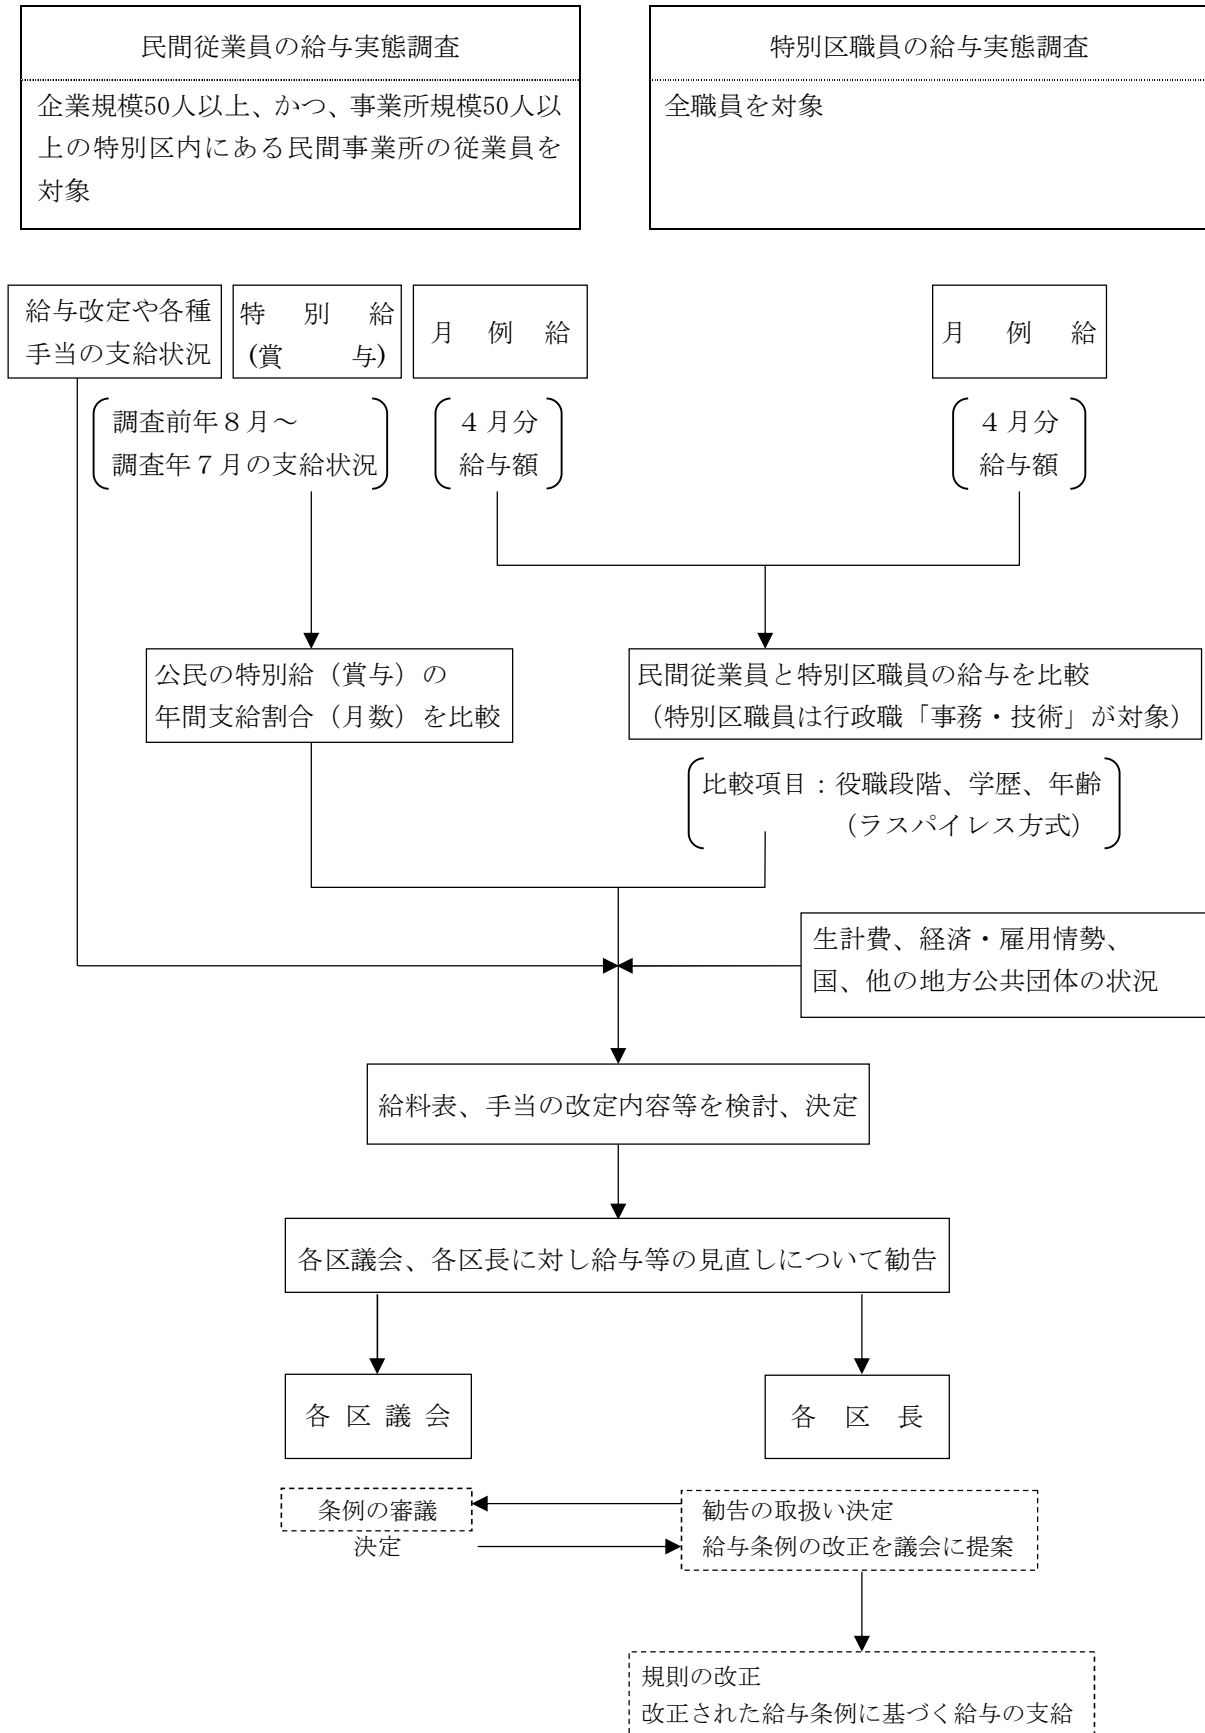 民間従業員の給与実態調査
企業規模50人以上、かつ、事業所規模50人以
上の特別区内にある民間事業所の従業員を
対象
特別区職員の給与実態調査
全職員を対象
給与改定や各種
手当の支給状況
特別給
(賞与)
月例給
月例給
調査前年８月～
調査年７月の支給状況
４月分
給与額
４月分
給与額
公民の特別給（賞与）の
年間支給割合（月数）を比較
民間従業員と特別区職員の給与を比較
（特別区職員は行政職「事務・技術」が対象）
比較項目：役職段階、学歴、年齢
（ラスパイレス方式）
生計費、経済・雇用情勢、
国、他の地方公共団体の状況
給料表、手当の改定内容等を検討、決定
各区議会、各区長に対し給与等の見直しについて勧告
各区議会
各区長
条例の審議
決定
勧告の取扱い決定
給与条例の改正を議会に提案
規則の改正
改正された給与条例に基づく給与の支給